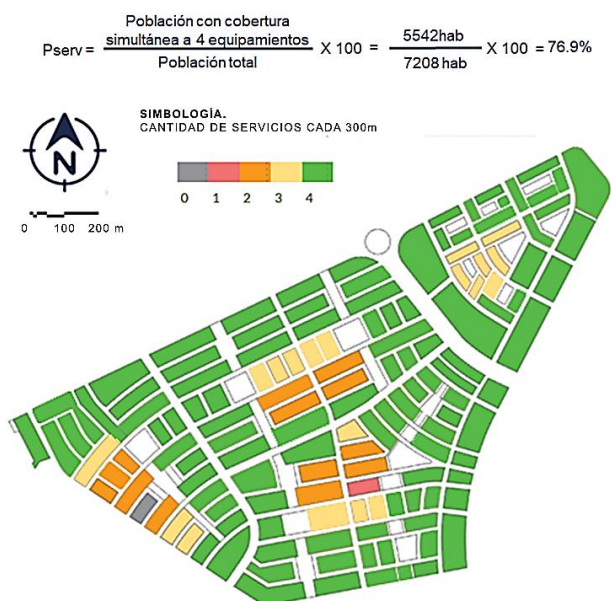 Pserv = Población con cobertura simultánea a 4 equipamientos / Población total X 100 = 5542hab / 7208 hab X 100 = 76.9%
SIMBOLOGÍA.
CANTIDAD DE SERVICIOS CADA 300m
N
0 1 2 3 4
0 100 200 m